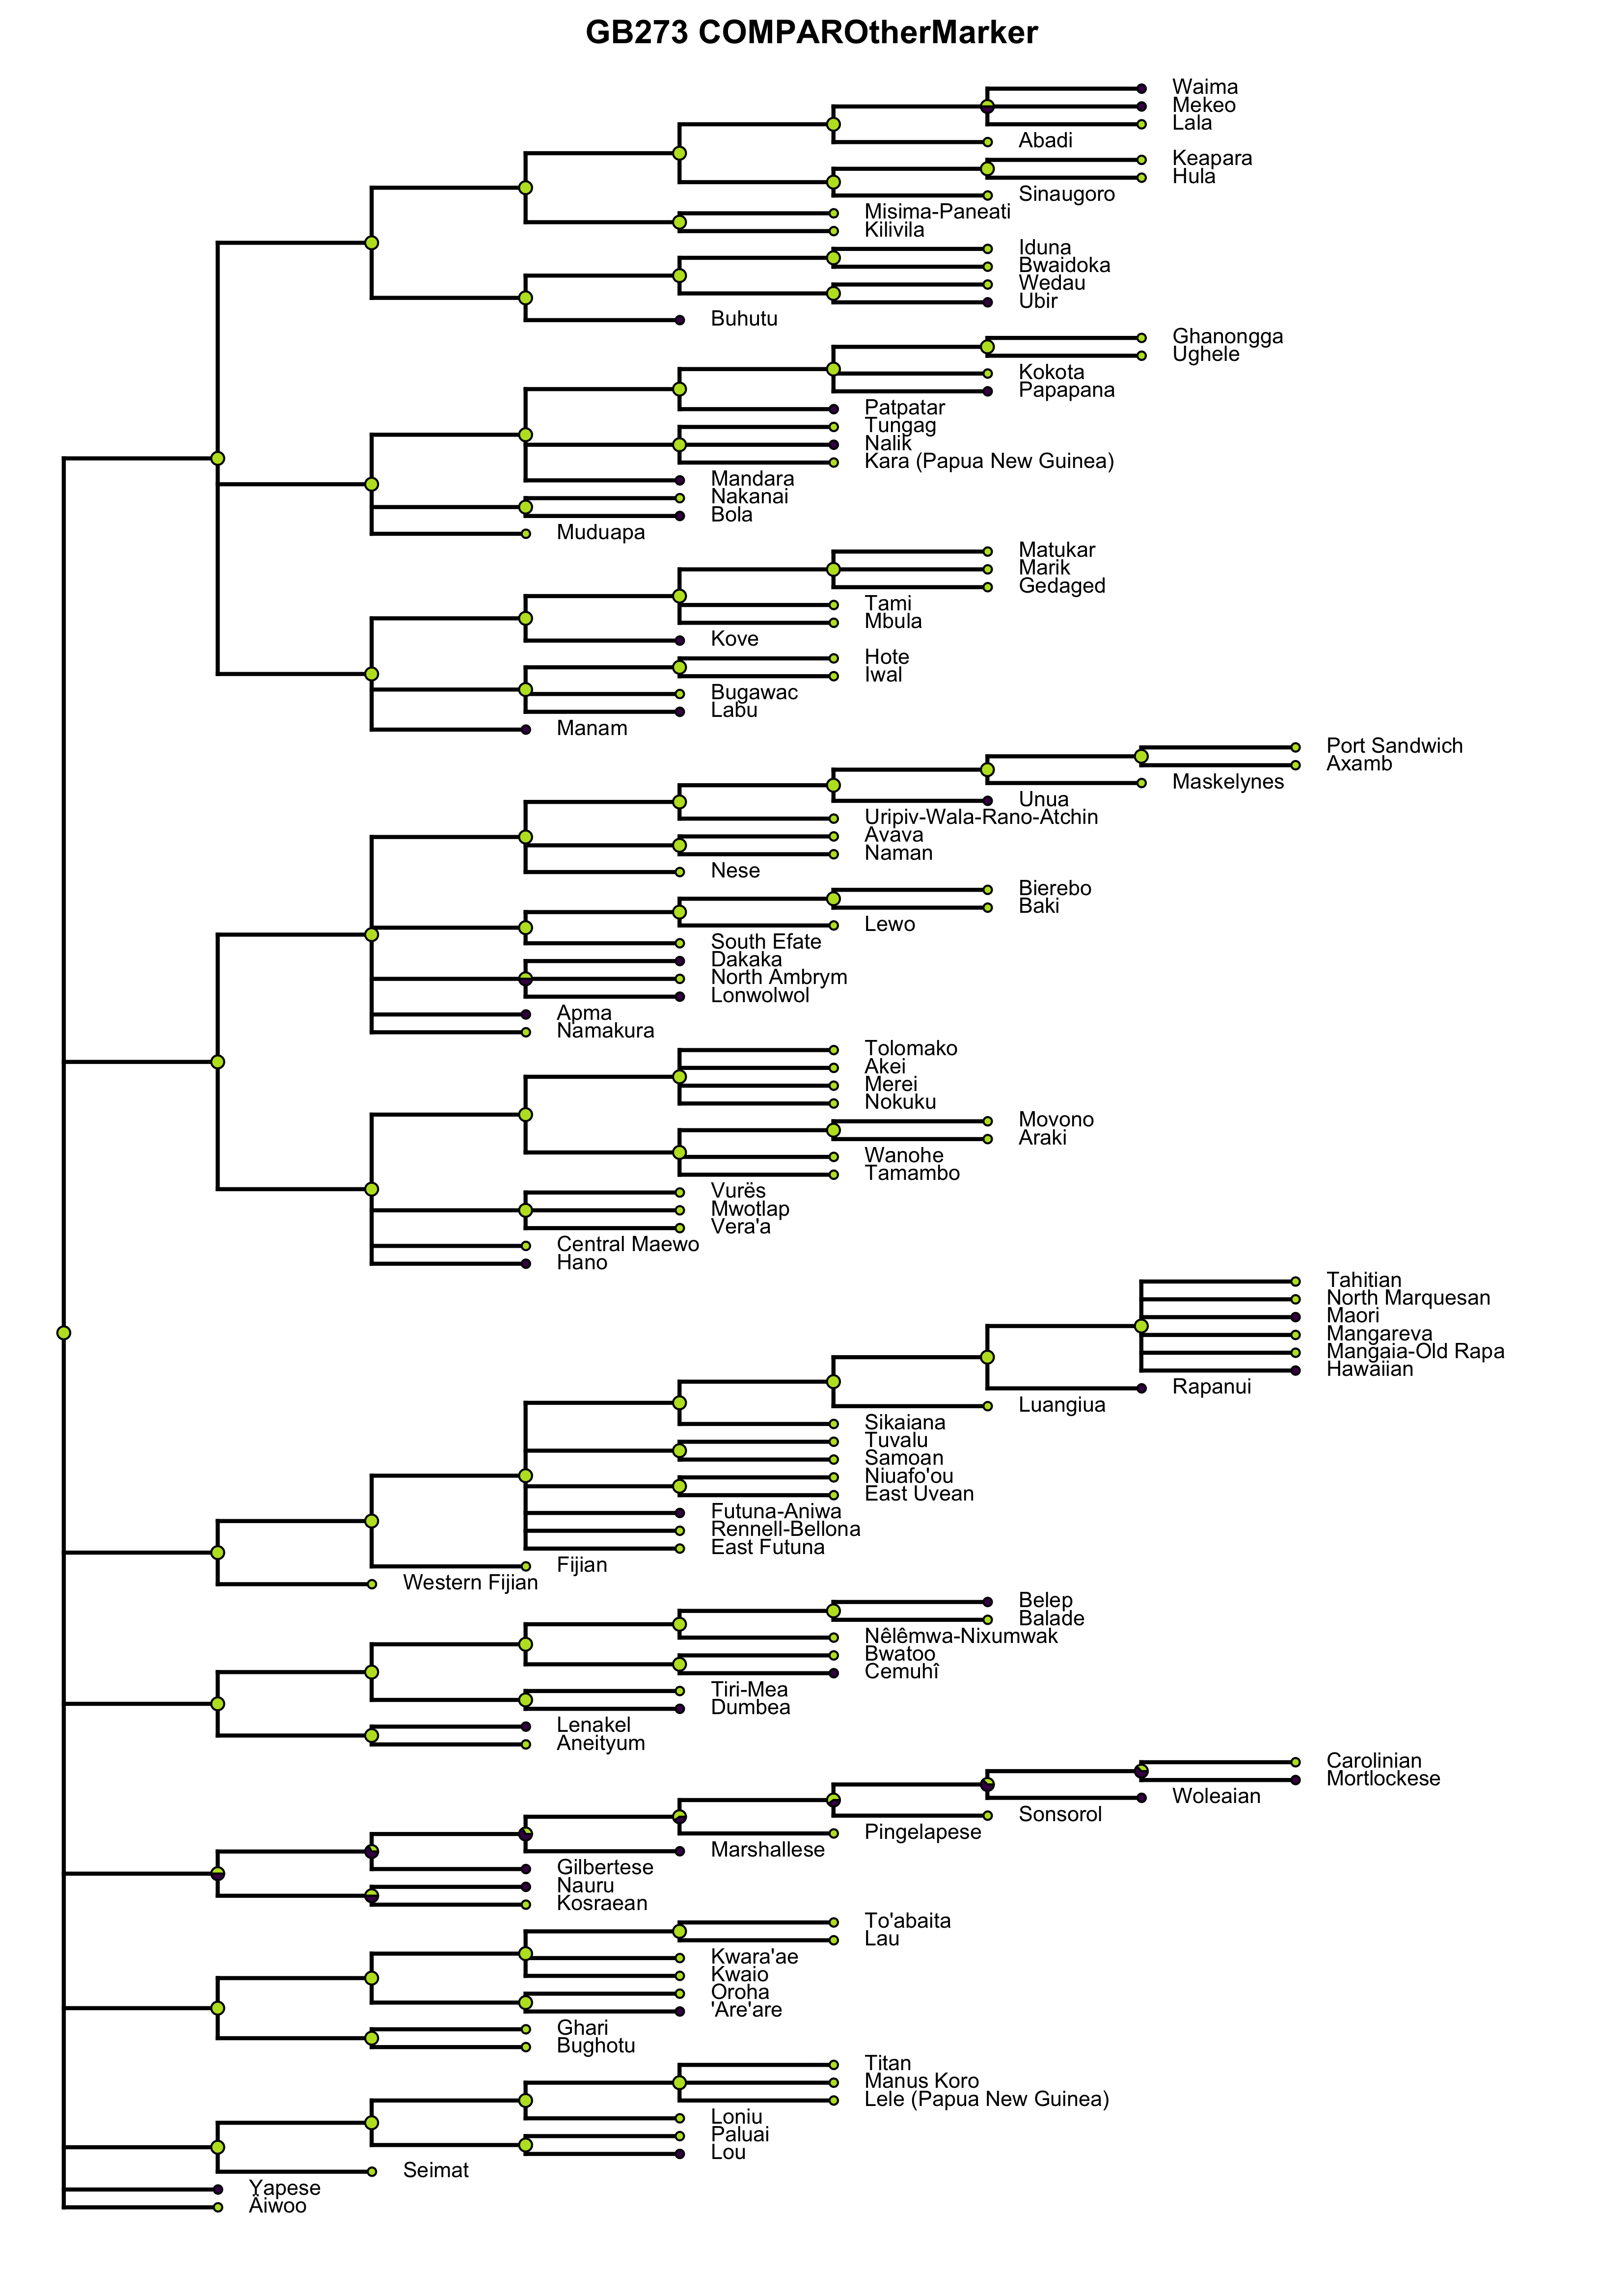 GB273 COMPAROtherMarker
Waima
Mekeo
Lala
Abadi
Keapara
Hula
Sinaugoro
Misima-Paneati
Kilivila
Iduna
Bwaidoka
Wedau
Ubir
Buhutu
Ghanongga
Ughele
Kokota
Papapana
Patpatar
Tungag
Nalik
Kara (Papua New Guinea)
Mandara
Nakanai
Bola
Muduapa
Matukar
Marik
Gedaged
Tami
Mbula
Kove
Hote
Iwal
Bugawac
Labu
Manam
Port Sandwich
Axamb
Maskelynes
Unua
Uripiv-Wala-Rano-Atchin
Avava
Naman
Nese
Bierebo
Baki
Lewo
South Efate
Dakaka
North Ambrym
Lonwolwol
Apma
Namakura
Tolomako
Akei
Merei
Nokuku
Movono
Araki
Wanohe
Tamambo
Vurës
Mwotlap
Vera'a
Central Maewo
Hano
Tahitian
North Marquesan
Maori
Mangareva
Mangaia-Old Rapa
Hawaiian
Rapanui
Luangiua
Sikaiana
Tuvalu
Samoan
Niuafo'ou
East Uvean
Futuna-Aniwa
Rennell-Bellona
East Futuna
Fijian
Western Fijian
Belep
Balade
Nêlêmwa-Nixumwak
Bwatoo
Cemuhî
Tiri-Mea
Dumbea
Lenakel
Aneityum
Carolinian
Mortlockese
Woleaian
Sonsorol
Pingelapese
Marshallese
Gilbertese
Nauru
Kosraean
To'abaita
Lau
Kwara'ae
Kwaio
Oroha
'Are'are
Ghari
Bughotu
Titan
Manus Koro
Lele (Papua New Guinea)
Loniu
Paluai
Lou
Seimat
Yapese
Äiwoo